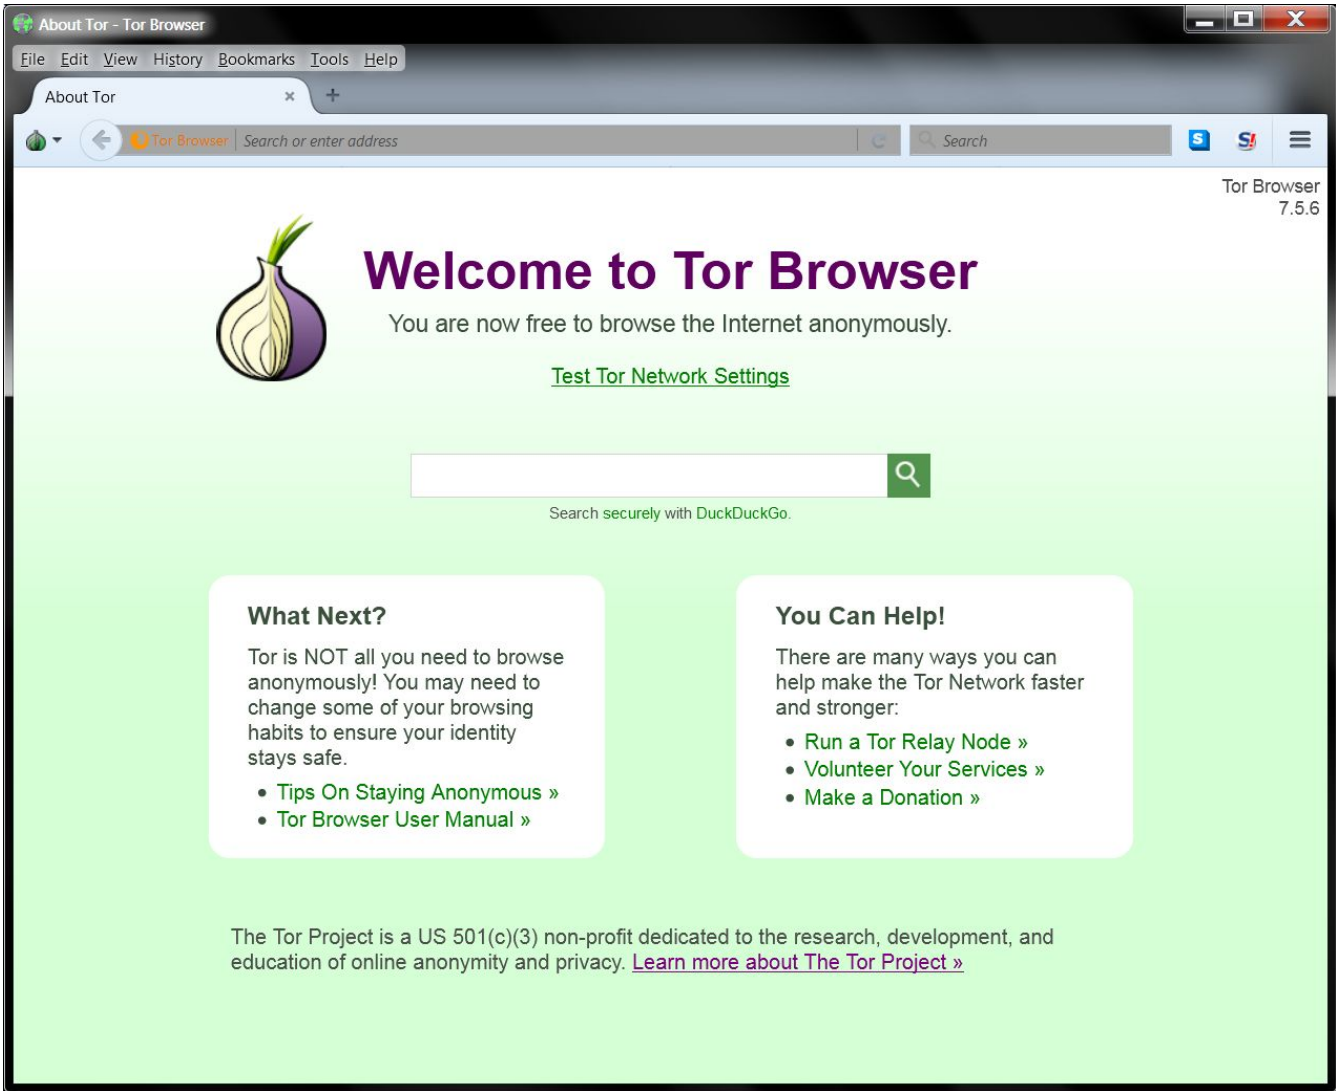 About Tor - Tor Browser
File Edit View History Bookmarks Tools Help
About Tor
Tor Browser Search or enter address
Search
Tor Browser
7.5.6
Welcome to Tor Browser
You are now free to browse the Internet anonymously.
Test Tor Network Settings
Search securely with DuckDuckGo.
What Next?
Tor is NOT all you need to browse
anonymously! You may need to
change some of your browsing
habits to ensure your identity
stays safe.
Tips On Staying Anonymous »
Tor Browser User Manual »
You Can Help!
There are many ways you can
help make the Tor Network faster
and stronger:
Run a Tor Relay Node »
Volunteer Your Services »
Make a Donation »
The Tor Project is a US 501(c)(3) non-profit dedicated to the research, development, and
education of online anonymity and privacy. Learn more about The Tor Project »